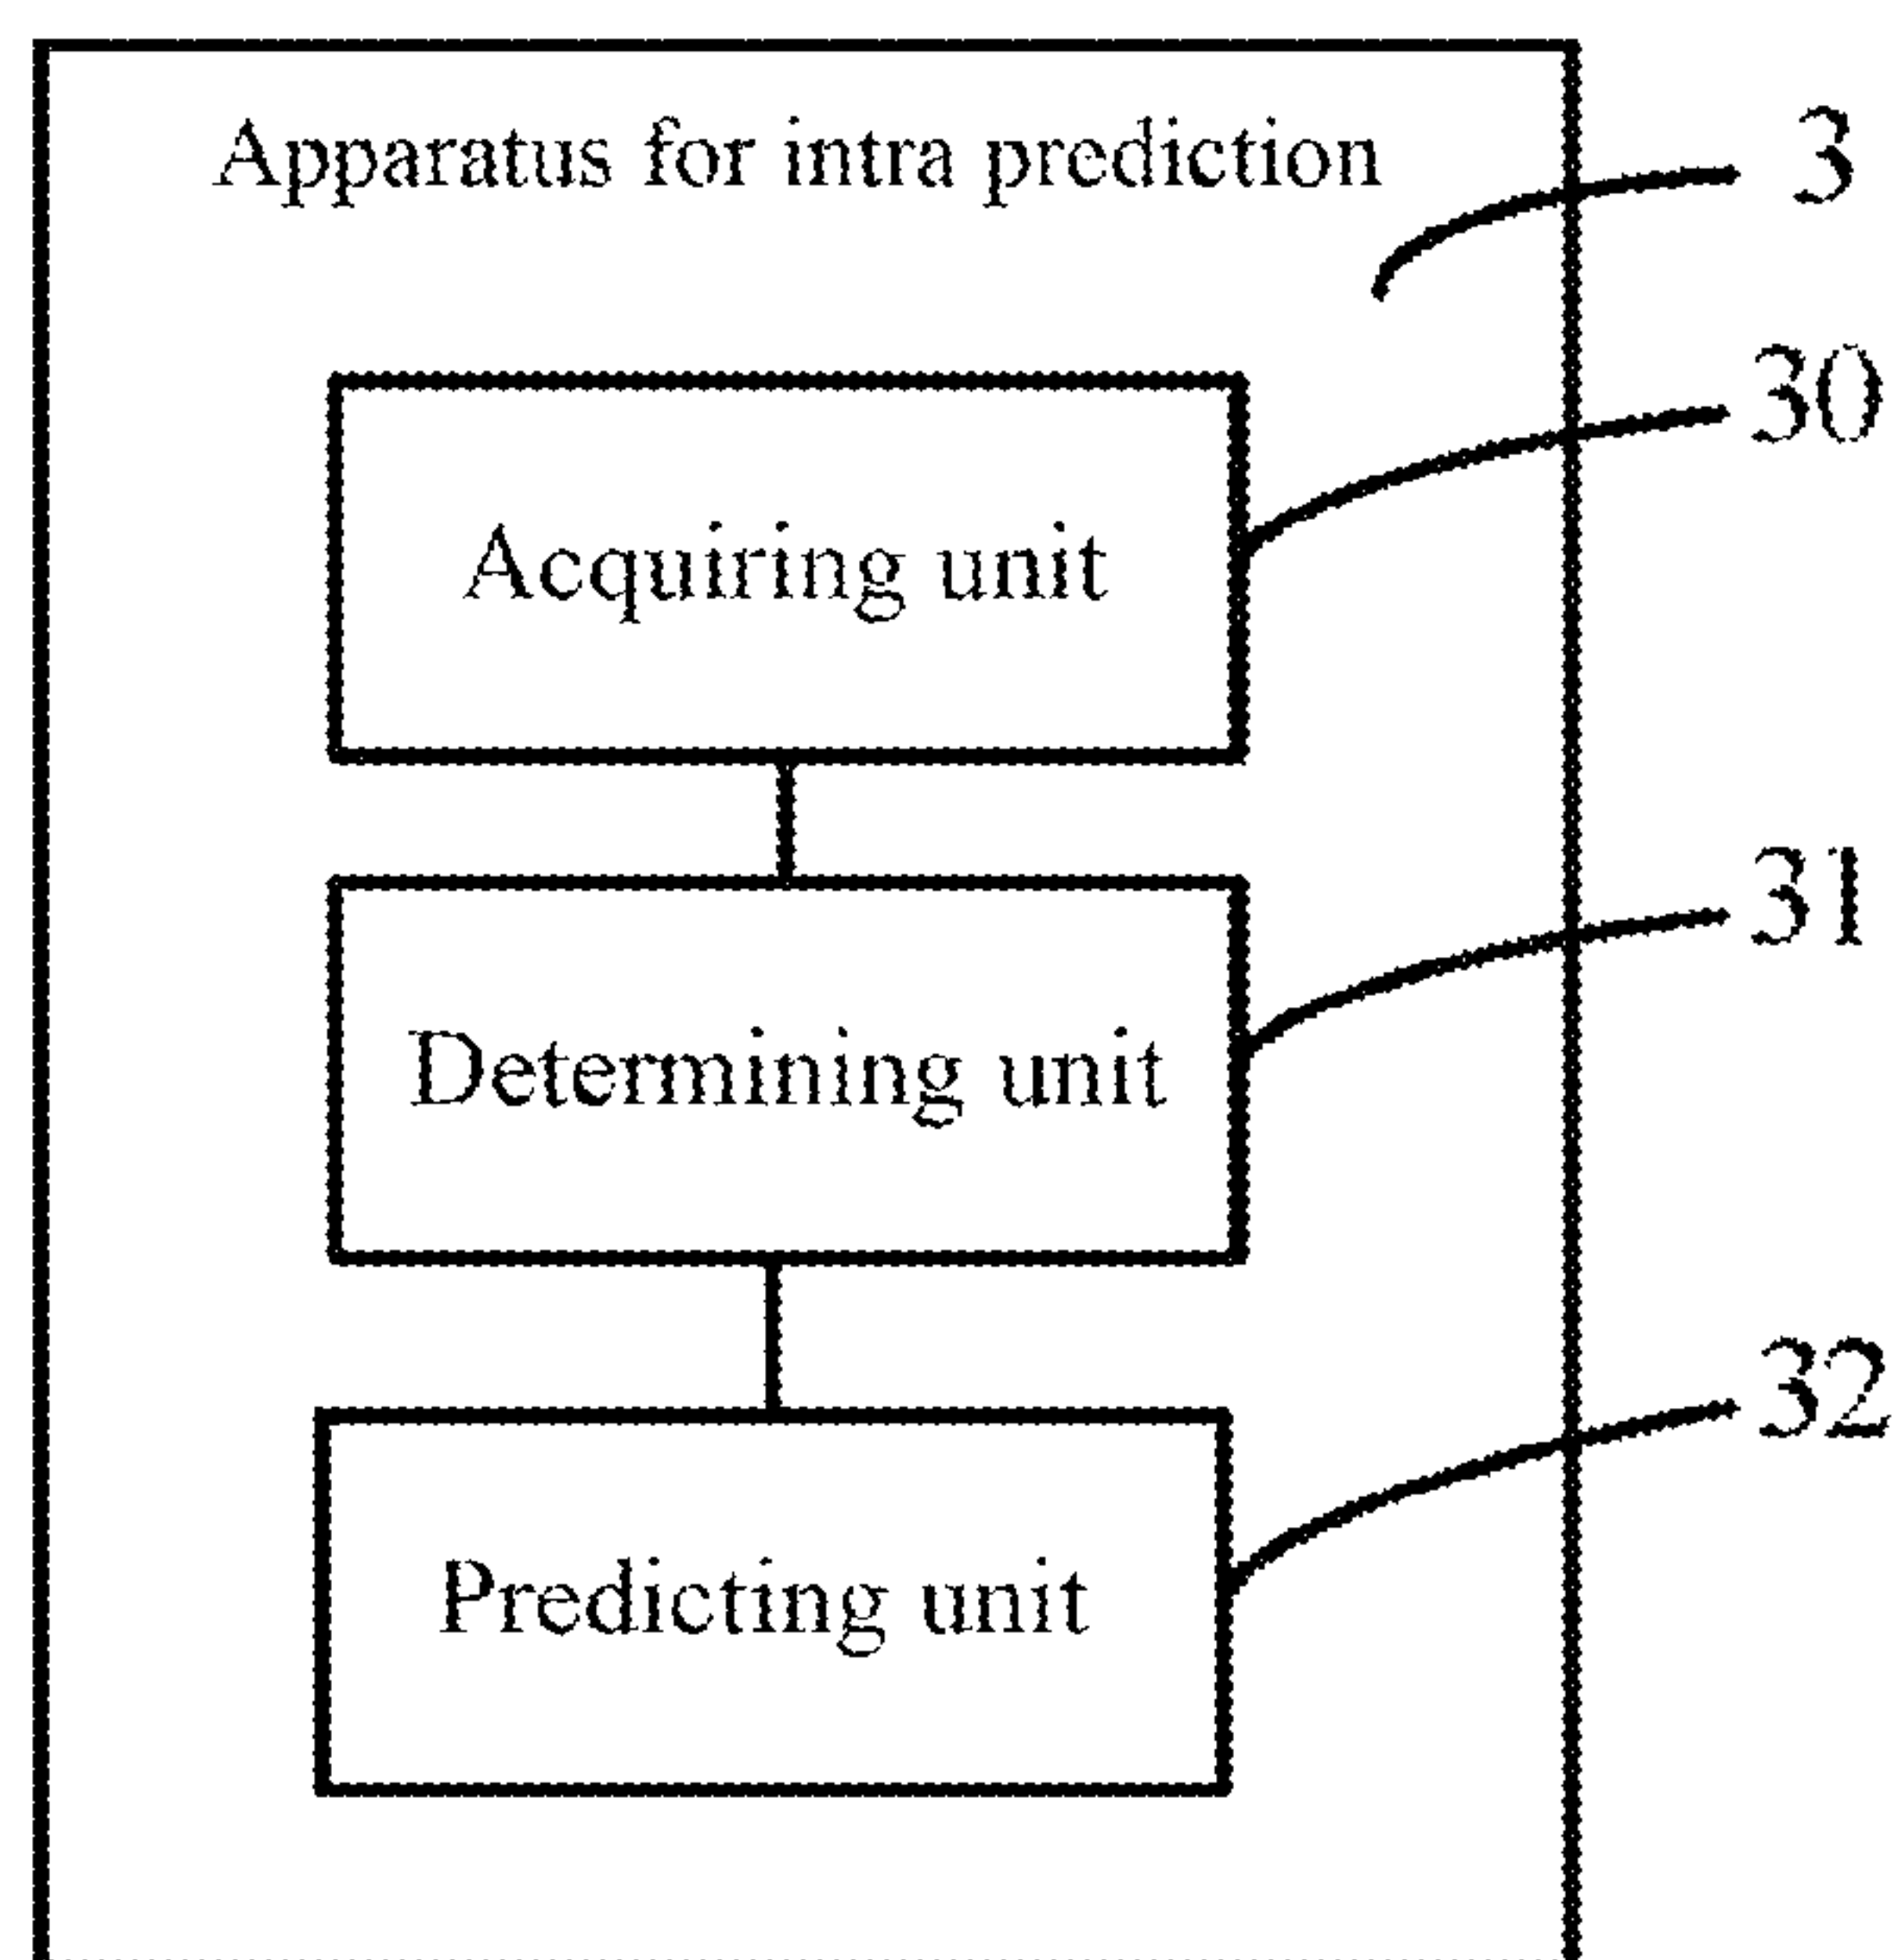 Apparatus for intra prediction
3
30
Acquiring unit
31
Determining unit
32
Predicting unit